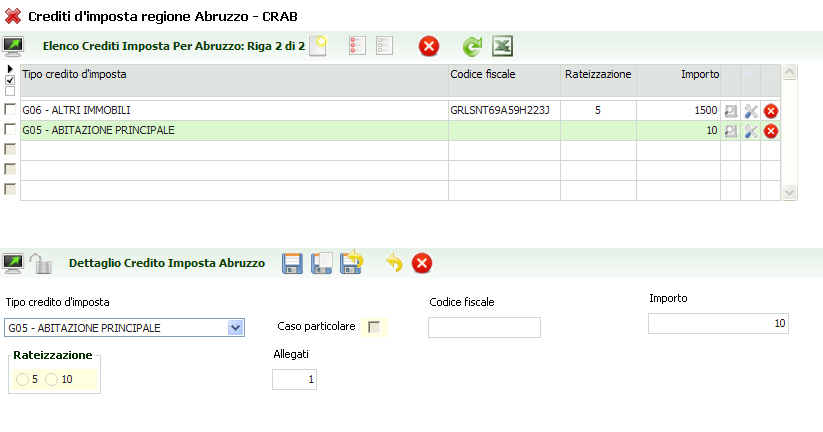 Crediti d'imposta regione Abruzzo - CRAB
Elenco Crediti Imposta Per Abruzzo: Riga 2 di 2
Tipo credito d'imposta Codice fiscale Rateizzazione Importo
G06 - ALTRI IMMOBILI GRLSNT69A59H223J 5 1500
G05 - ABITAZIONE PRINCIPALE 10
Dettaglio Credito Imposta Abruzzo
Tipo credito d'imposta Codice fiscale Importo
G05 - ABITAZIONE PRINCIPALE Caso particolare 10
Rateizzazione Allegati
5 10 1